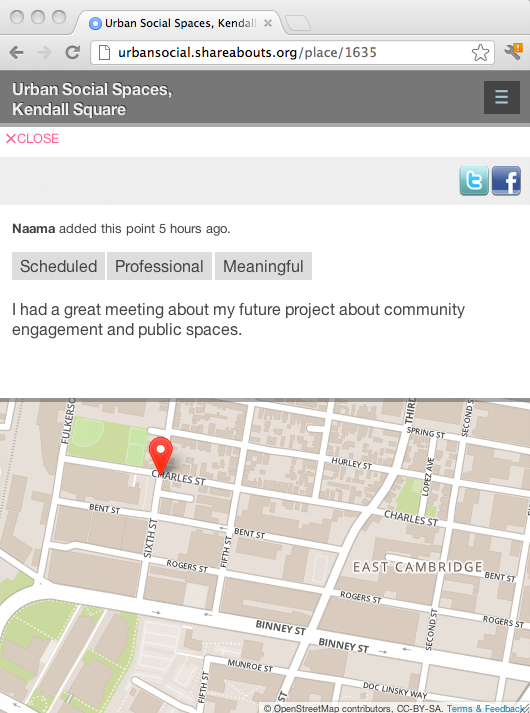 Urban Social Spaces, Kendall
urbansocial.shareabouts.org/place/1635
Urban Social Spaces,
Kendall Square
CLOSE
Naama added this point 5 hours ago.
Scheduled Professional Meaningful
I had a great meeting about my future project about community
engagement and public spaces.
FULKERSO
THIRD
SECOND ST
SPRING ST
HURLEY ST
LOPEZ AVE
CHARLES ST
CHARLES ST
BENT ST
SIXTH ST
FIFTH ST
BENT ST
EAST CAMBRIDGE
ROGERS ST
BENT ST
ROGERS ST
ROGERS ST
SECOND ST
BINNEY ST
BINNEY ST
MUNROE ST
FIFTH ST
DOC LINSKY WAY
© OpenStreetMap contributors, CC-BY-SA. Terms & Feedback